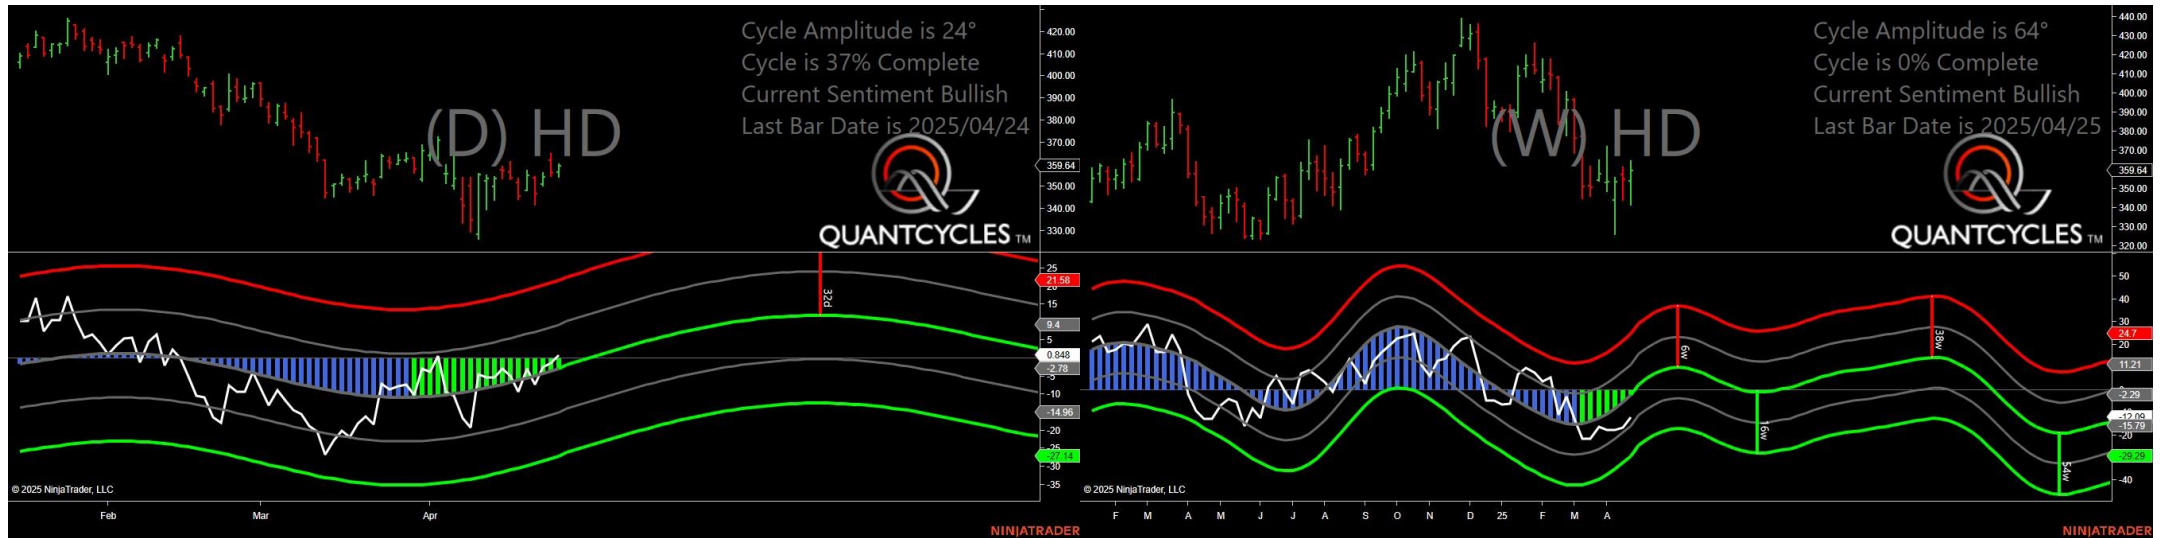 Cycle Amplitude is 24°
Cycle is 37% Complete
Current Sentiment Bullish
Last Bar Date is 2025/04/24
(D) HD
QUANTCYCLES TM
420.00
410.00
400.00
390.00
380.00
370.00
359.64
350.00
340.00
330.00
25
21.58
15
9.4
5
0.848
-2.78
-5
-10
-14.96
-20
-27.14
-30
-35
32d
© 2025 NinjaTrader, LLC
Feb Mar Apr
NINJATRADER
Cycle Amplitude is 64°
Cycle is 0% Complete
Current Sentiment Bullish
Last Bar Date is 2025/04/25
(W) HD
QUANTCYCLES TM
440.00
430.00
420.00
410.00
400.00
390.00
380.00
370.00
359.64
350.00
340.00
330.00
320.00
50
40
30
24.7
20
11.21
-2.29
-12.09
-15.79
-20
-29.29
-40
6w
16w
38w
54w
© 2025 NinjaTrader, LLC
F M A M J J A S O N D 25 F M A
NINJATRADER